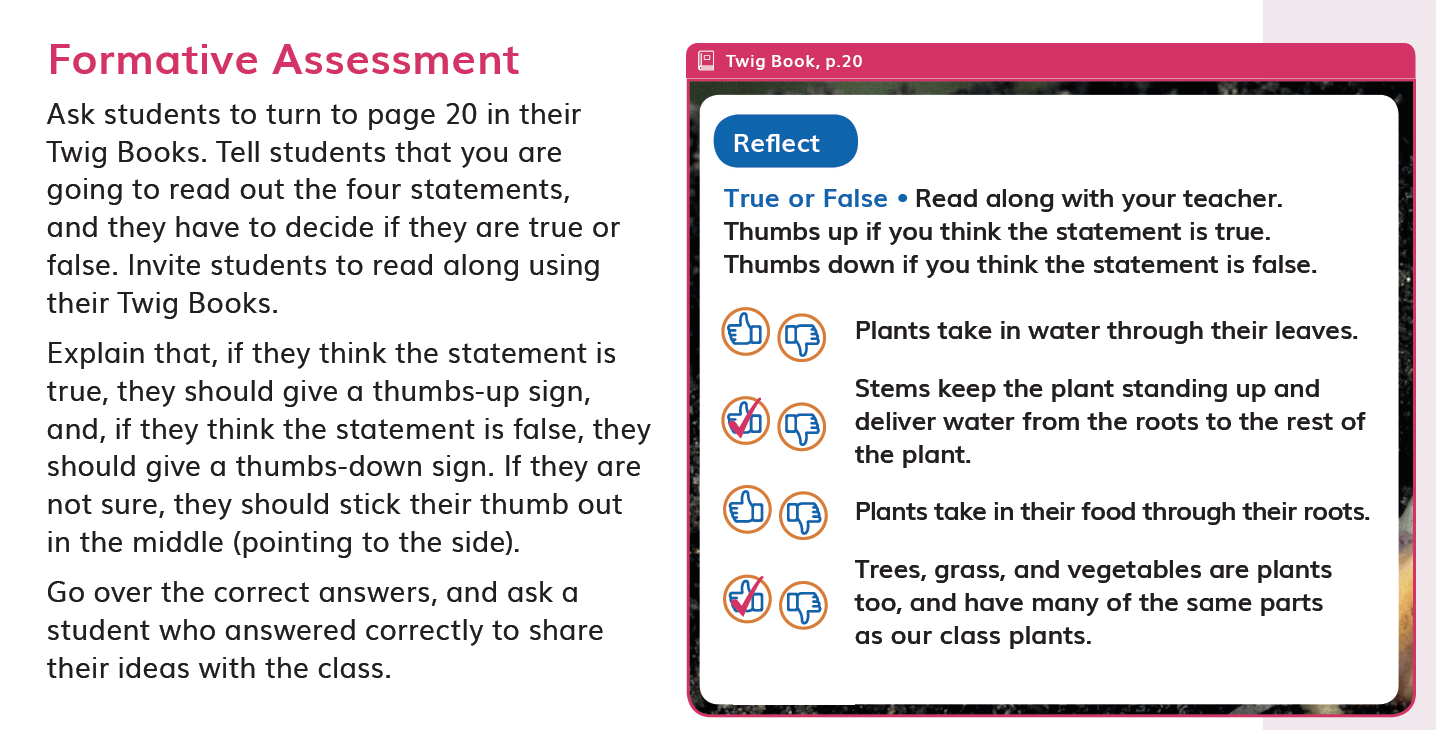 Formative Assessment
Ask students to turn to page 20 in their
Twig Books. Tell students that you are
going to read out the four statements,
and they have to decide if they are true or
false. Invite students to read along using
their Twig Books.
Explain that, if they think the statement is
true, they should give a thumbs-up sign,
and, if they think the statement is false, they
should give a thumbs-down sign. If they are
not sure, they should stick their thumb out
in the middle (pointing to the side).
Go over the correct answers, and ask a
student who answered correctly to share
their ideas with the class.
Twig Book, p.20
Reflect
True or False • Read along with your teacher.
Thumbs up if you think the statement is true.
Thumbs down if you think the statement is false.
Plants take in water through their leaves.
Stems keep the plant standing up and
deliver water from the roots to the rest of
the plant.
Plants take in their food through their roots.
Trees, grass, and vegetables are plants
too, and have many of the same parts
as our class plants.